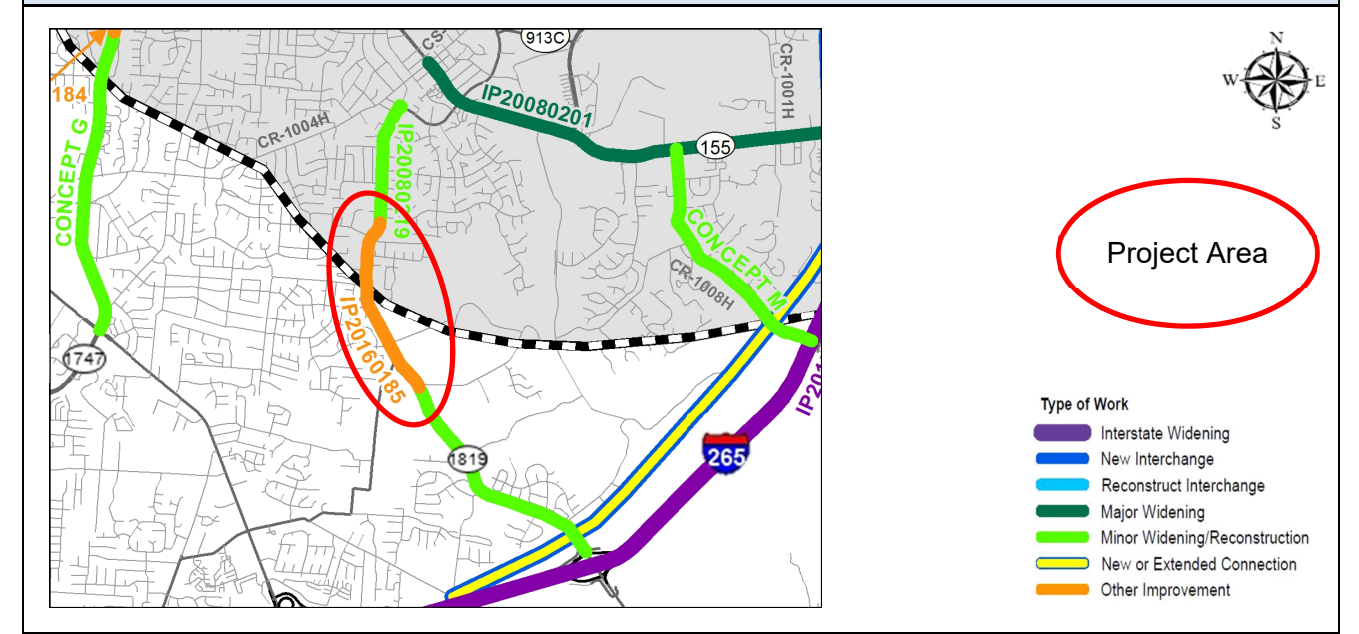 184
CONCEPT G
CR-1004H
CS-
913C
CR-1001H
IP20080201
155
CONCEPT M
CR-1008H
IP20160185
1747
1819
265
IP201
N
W
E
S
Project Area
Type of Work
Interstate Widening
New Interchange
Reconstruct Interchange
Major Widening
Minor Widening/Reconstruction
New or Extended Connection
Other Improvement